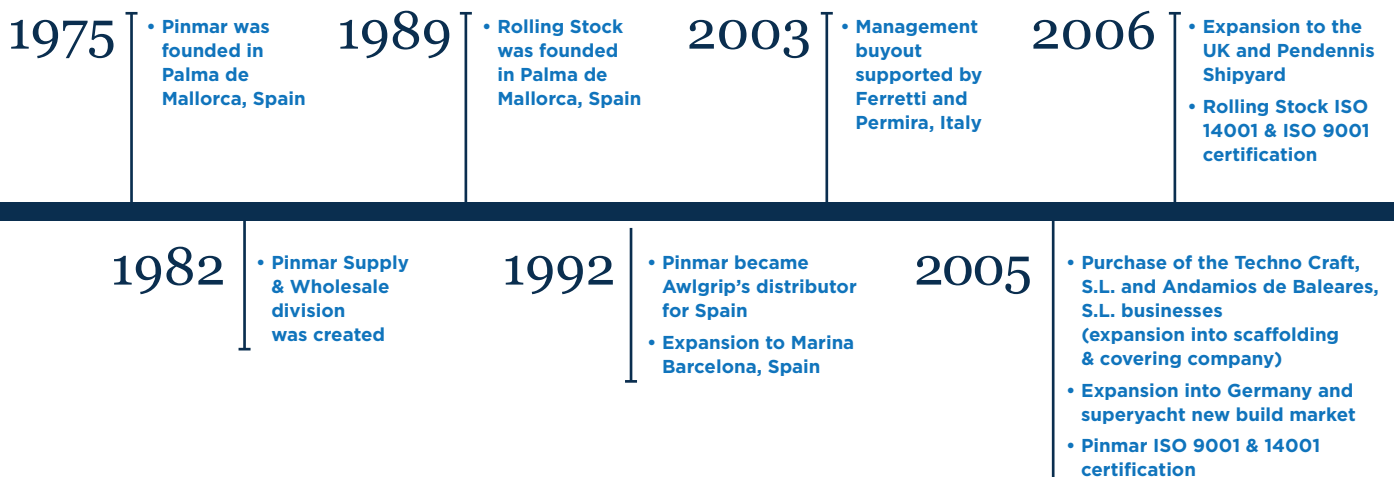 1975
• Pinmar was
founded in
Palma de
Mallorca, Spain
1989
• Rolling Stock
was founded
in Palma de
Mallorca, Spain
2003
• Management
buyout
supported by
Ferretti and
Permira, Italy
2006
• Expansion to the
UK and Pendennis
Shipyard
• Rolling Stock ISO
14001 & ISO 9001
certification
1982
• Pinmar Supply
& Wholesale
division
was created
1992
• Pinmar became
Awlgrip's distributor
for Spain
• Expansion to Marina
Barcelona, Spain
2005
• Purchase of the Techno Craft,
S.L. and Andamios de Baleares,
S.L. businesses
(expansion into scaffolding
& covering company)
• Expansion into Germany and
superyacht new build market
• Pinmar ISO 9001 & 14001
certification